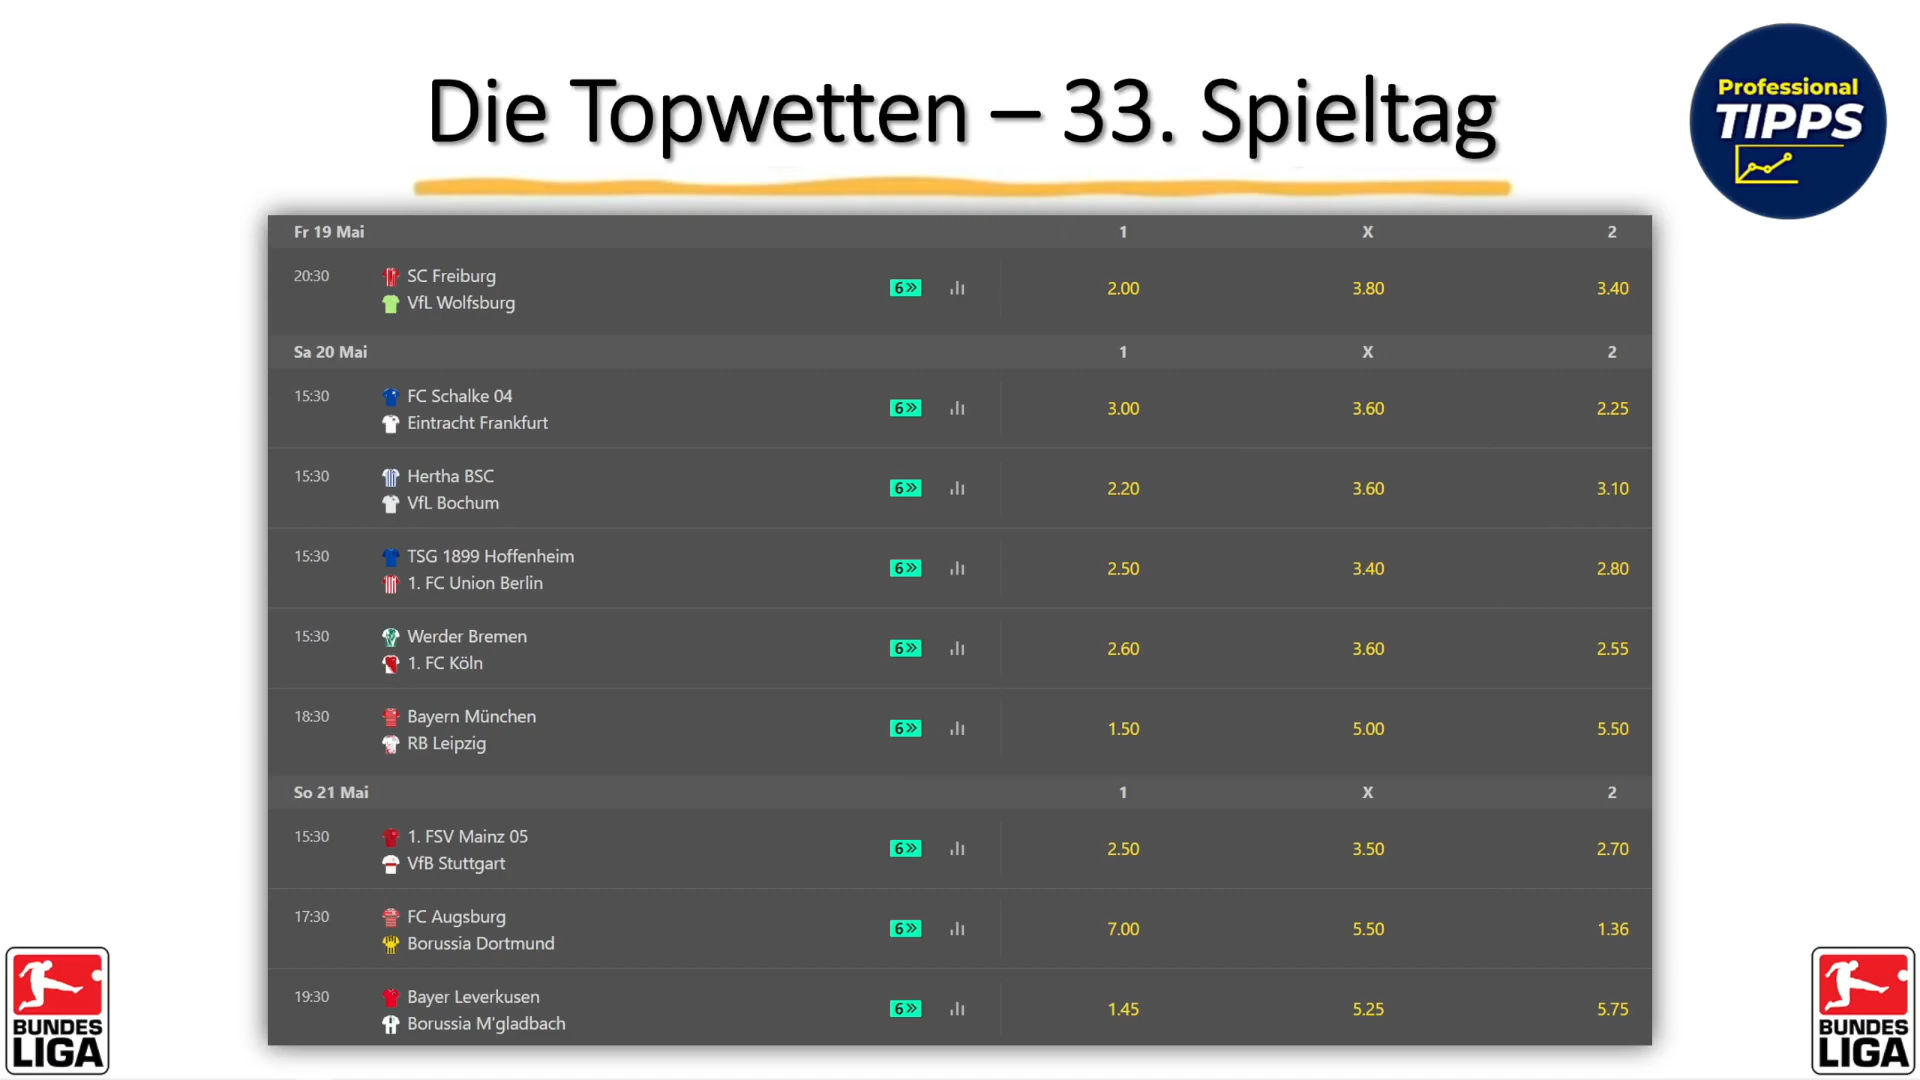 Die Topwetten – 33. Spieltag
Professional
TIPPS
Fr 19 Mai 1 X 2
20:30 SC Freiburg
VfL Wolfsburg
6» 2.00 3.80 3.40
Sa 20 Mai 1 X 2
15:30 FC Schalke 04
Eintracht Frankfurt
6» 3.00 3.60 2.25
15:30 Hertha BSC
VfL Bochum
6» 2.20 3.60 3.10
15:30 TSG 1899 Hoffenheim
1. FC Union Berlin
6» 2.50 3.40 2.80
15:30 Werder Bremen
1. FC Köln
6» 2.60 3.60 2.55
18:30 Bayern München
RB Leipzig
6» 1.50 5.00 5.50
So 21 Mai 1 X 2
15:30 1. FSV Mainz 05
VfB Stuttgart
6» 2.50 3.50 2.70
17:30 FC Augsburg
Borussia Dortmund
6» 7.00 5.50 1.36
19:30 Bayer Leverkusen
Borussia M'gladbach
6» 1.45 5.25 5.75
BUNDES
LIGA
BUNDES
LIGA